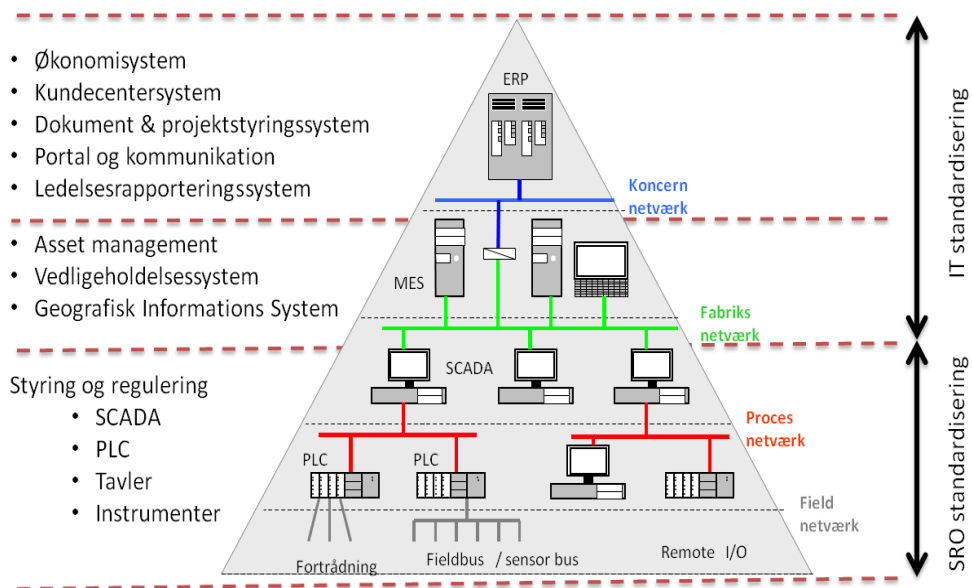 • Økonomisystem
• Kundecentersystem
• Dokument & projektstyringssystem
• Portal og kommunikation
• Ledelsesrapporteringssystem
• Asset management
• Vedligeholdelsessystem
• Geografisk Informations System
Styring og regulering
• SCADA
• PLC
• Tavler
• Instrumenter
ERP
Koncern
netværk
MES
Fabriks
netværk
SCADA
Proces
netværk
PLC
PLC
Field
netværk
Fortrådning
Fieldbus / sensor bus
Remote I/O
IT standardisering
SRO standardisering